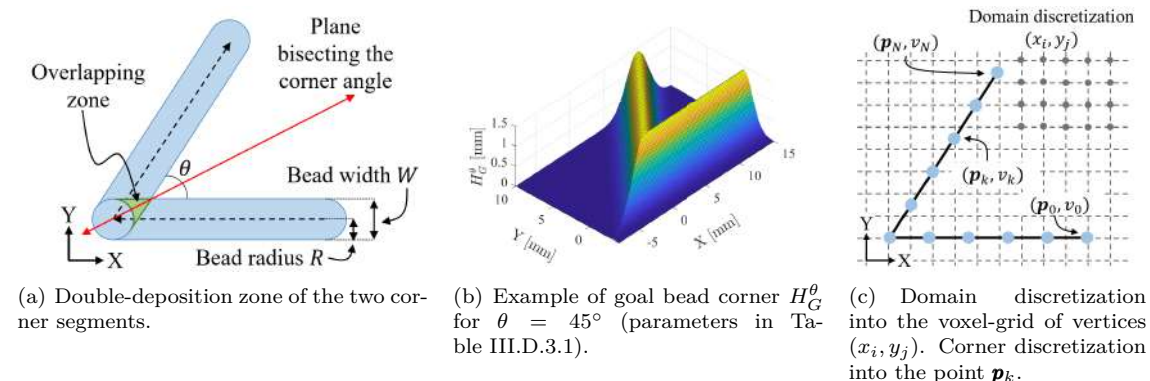 Plane
bisecting the
corner angle
Overlapping
zone
θ
Bead width W
Y
X
Bead radius R
(a) Double-deposition zone of the two cor-
ner segments.
1.5
1
0.5
0
10
5
0
H_G^θ [mm]
Y [mm]
-5
0
5
10
15
X [mm]
(b) Example of goal bead corner H_G^θ
for θ = 45° (parameters in Ta-
ble III.D.3.1).
Domain discretization
(x_i, y_j)
(p_N, v_N)
(p_k, v_k)
(p_0, v_0)
Y
X
(c) Domain discretization
into the voxel-grid of vertices
(x_i, y_j). Corner discretization
into the point p_k.